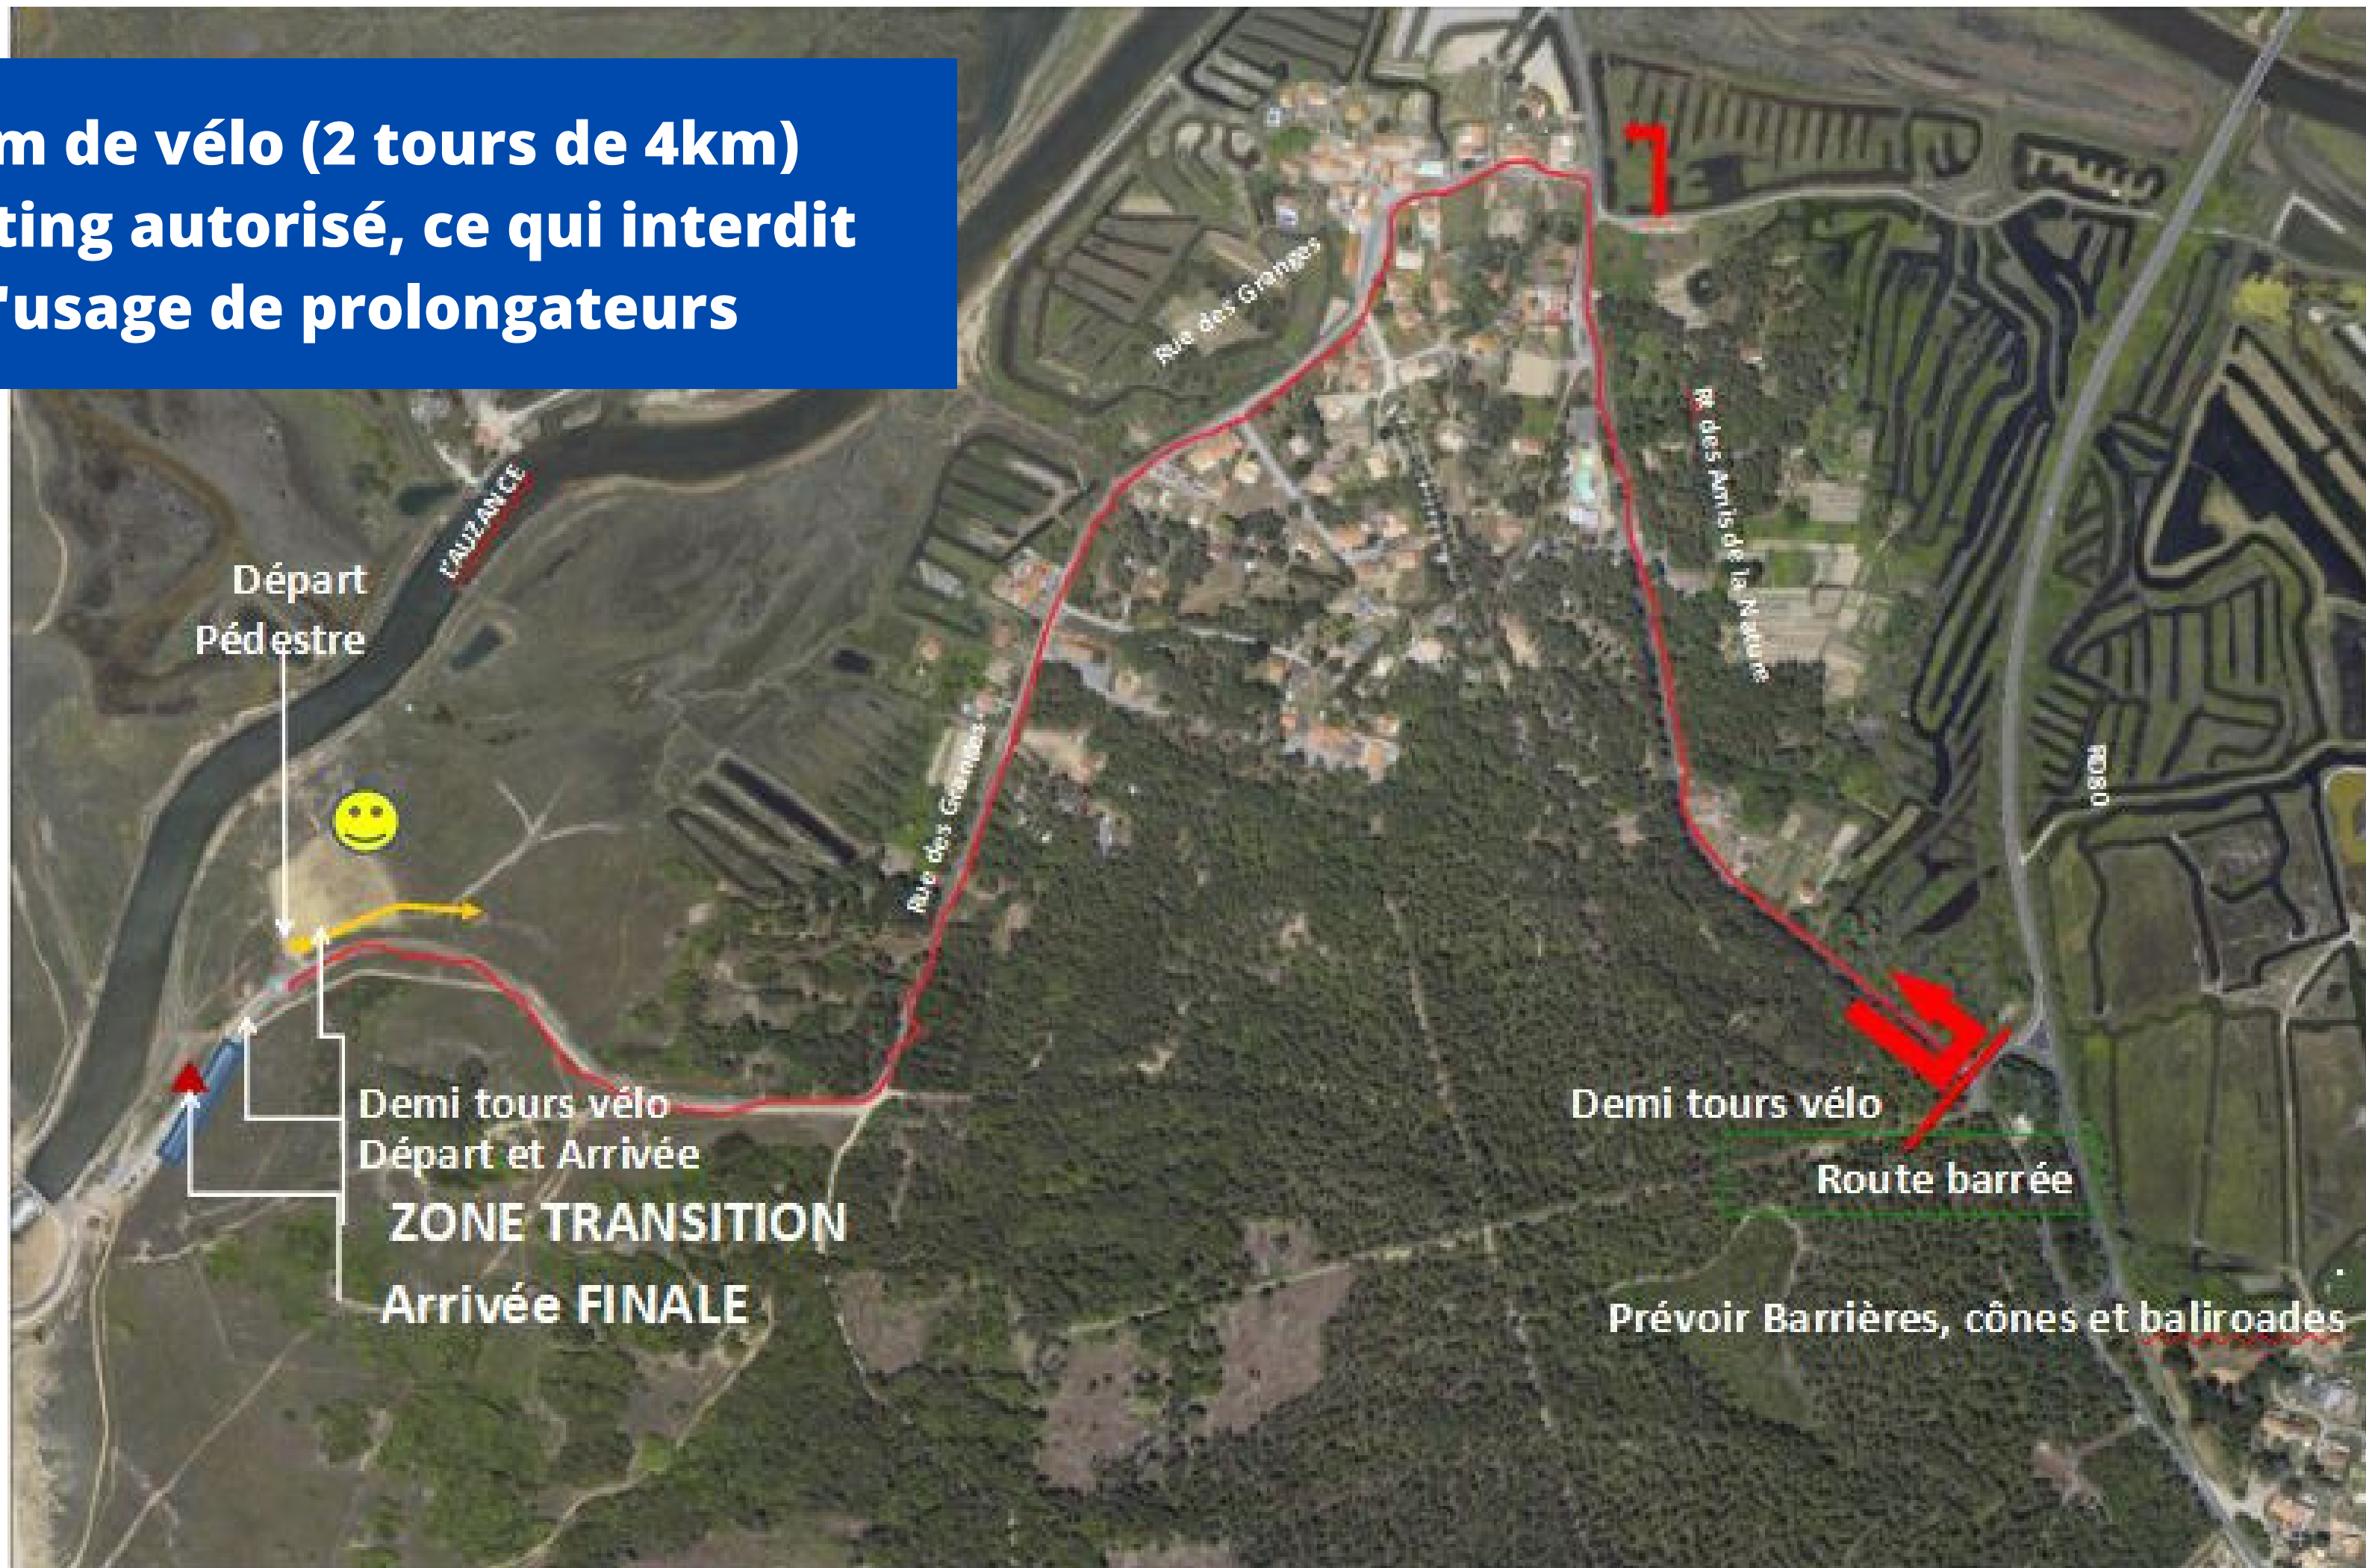 m de vélo (2 tours de 4km)
ting autorisé, ce qui interdit
'usage de prolongateurs
Rue des Granges
Rt des Amis de la Nature
L'AUZANCE
Départ
Pédestre
Rue des Granges
RD80
Demi tours vélo
Départ et Arrivée
ZONE TRANSITION
Arrivée FINALE
Demi tours vélo
Route barrée
Prévoir Barrières, cônes et baliroades